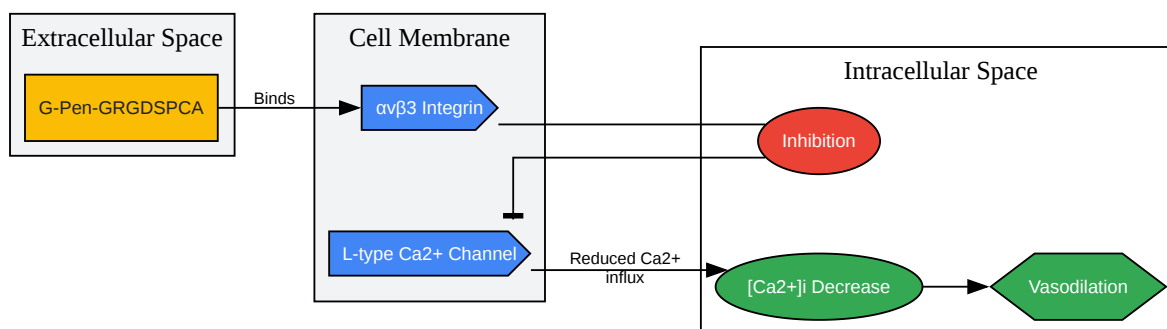 Extracellular Space
G-Pen-GRGDSPCA
Binds
Cell Membrane
αvβ3 Integrin
L-type Ca2+ Channel
Reduced Ca2+
influx
Intracellular Space
Inhibition
[Ca2+]i Decrease
Vasodilation